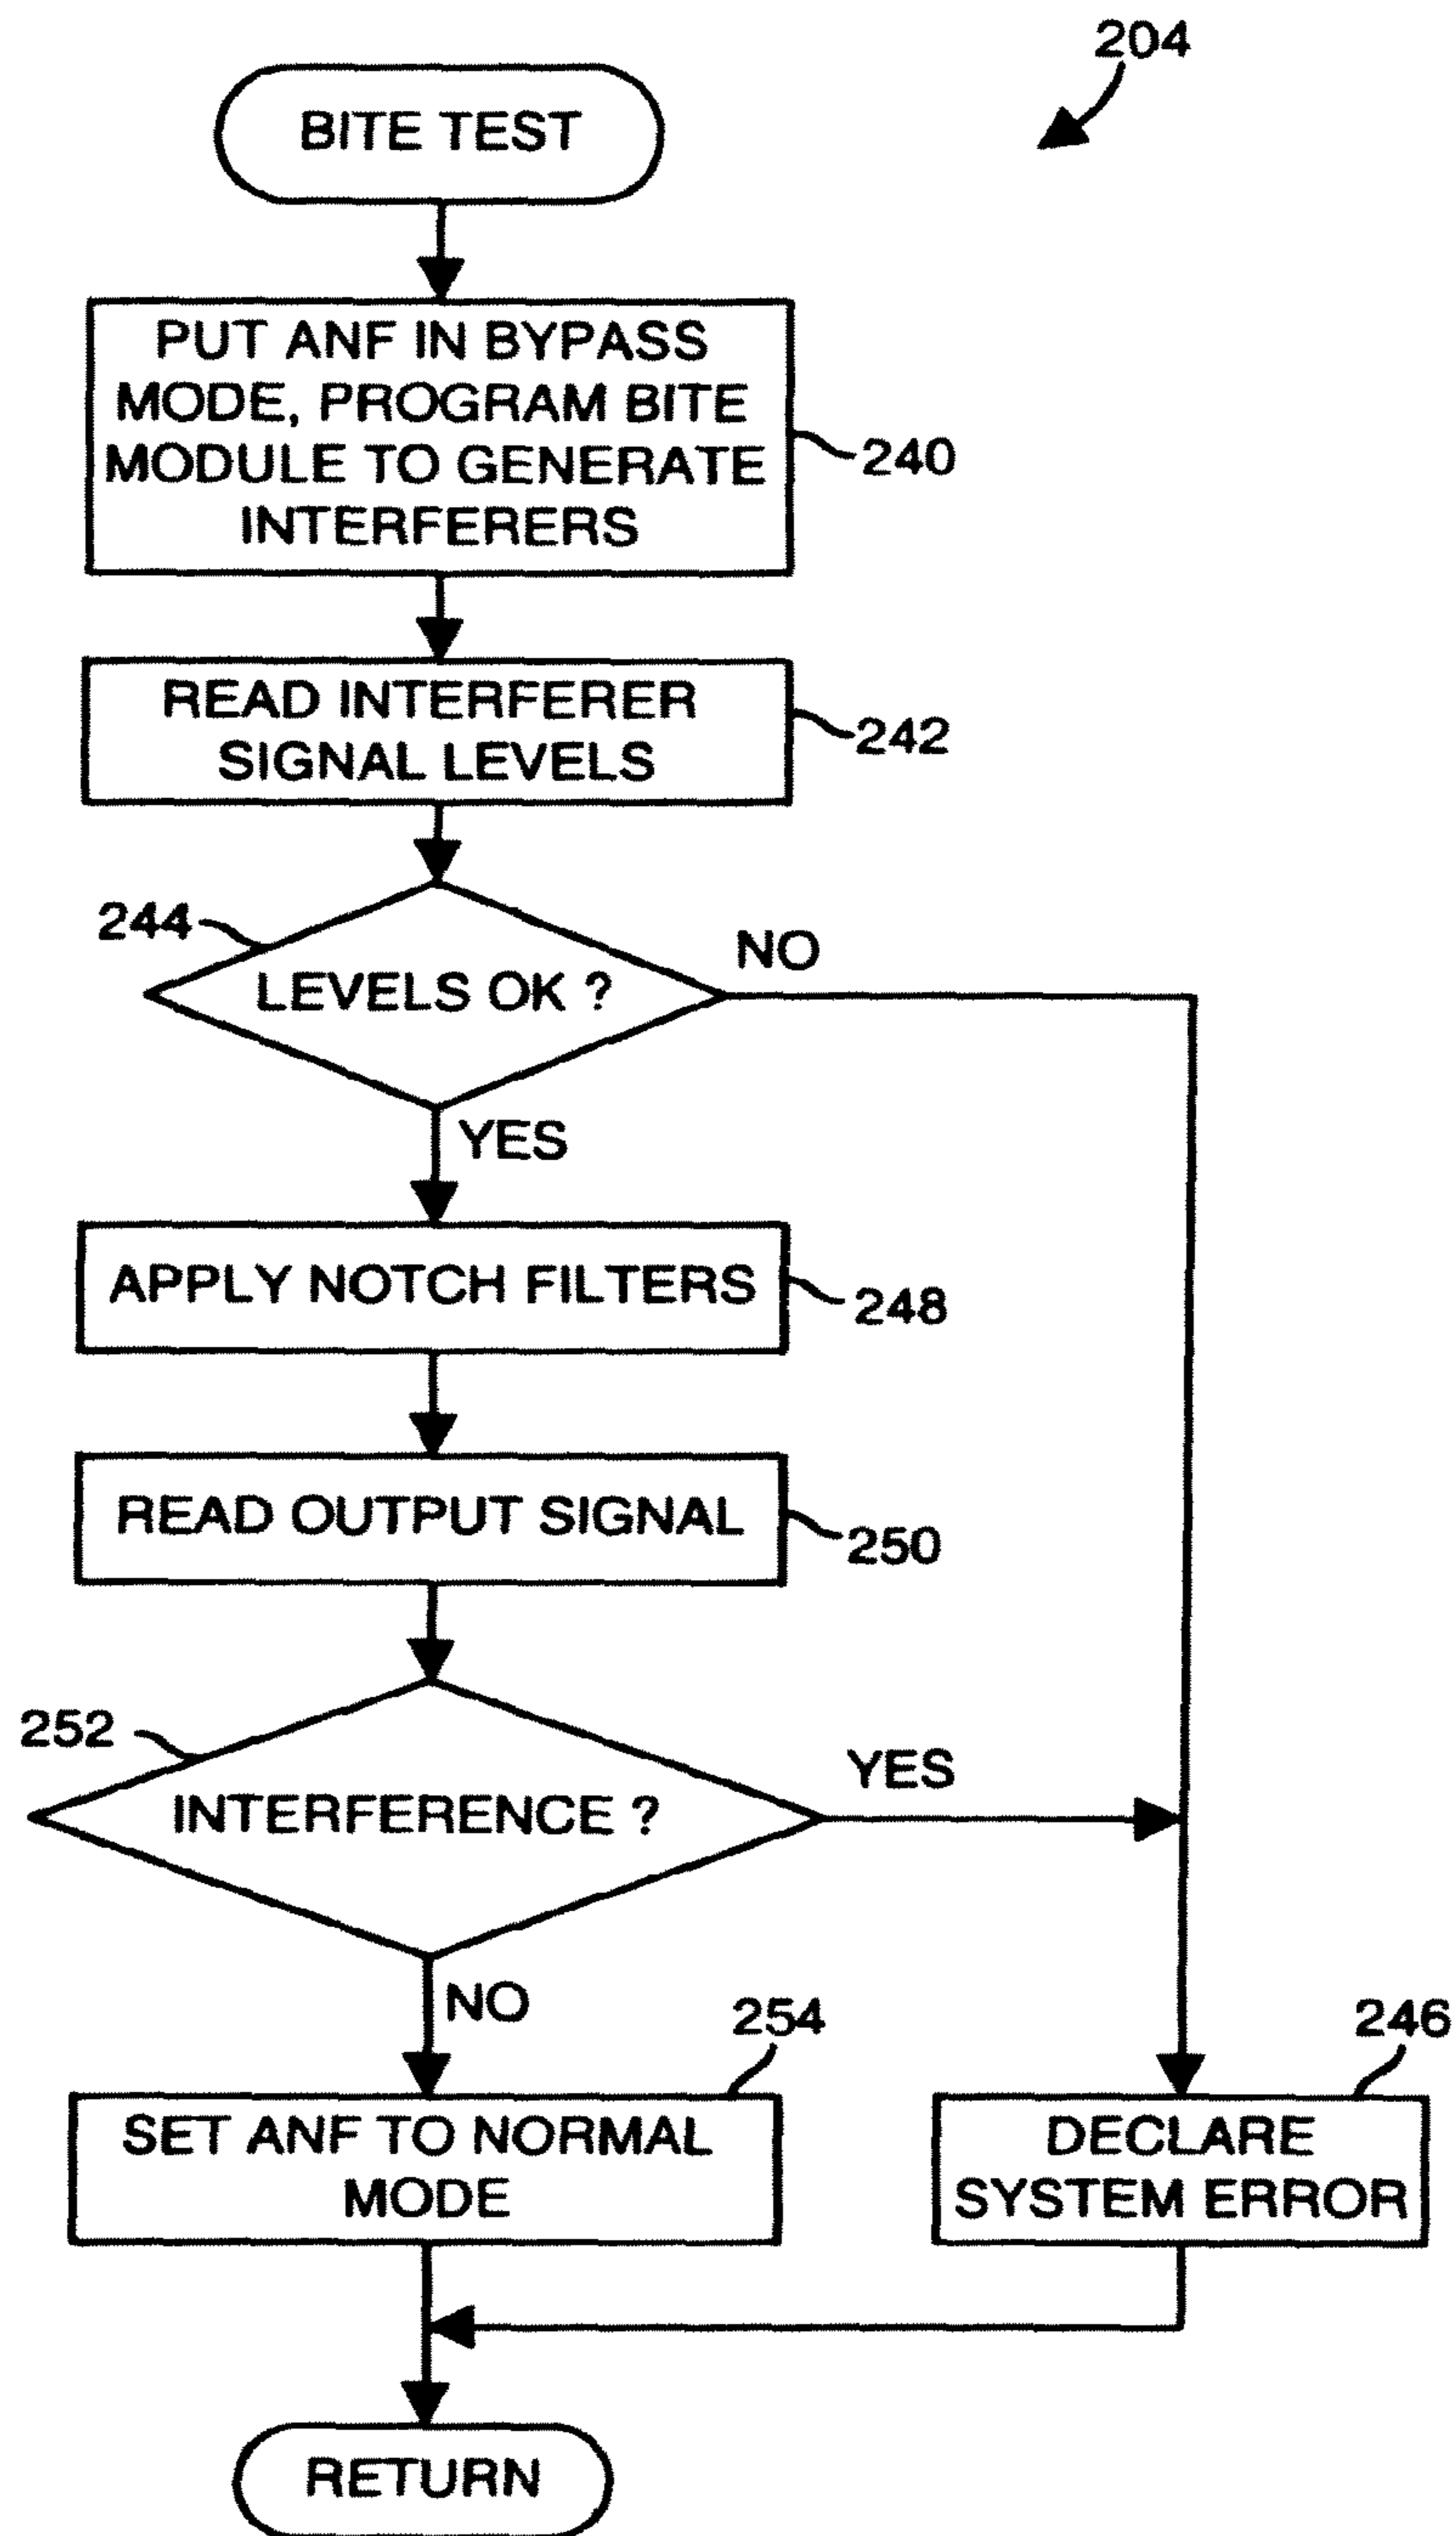 204
BITE TEST
PUT ANF IN BYPASS
MODE, PROGRAM BITE
MODULE TO GENERATE
INTERFERERS
240
READ INTERFERER
SIGNAL LEVELS
242
244
LEVELS OK ?
NO
YES
APPLY NOTCH FILTERS
248
READ OUTPUT SIGNAL
250
252
INTERFERENCE ?
YES
NO
254
246
SET ANF TO NORMAL
MODE
DECLARE
SYSTEM ERROR
RETURN